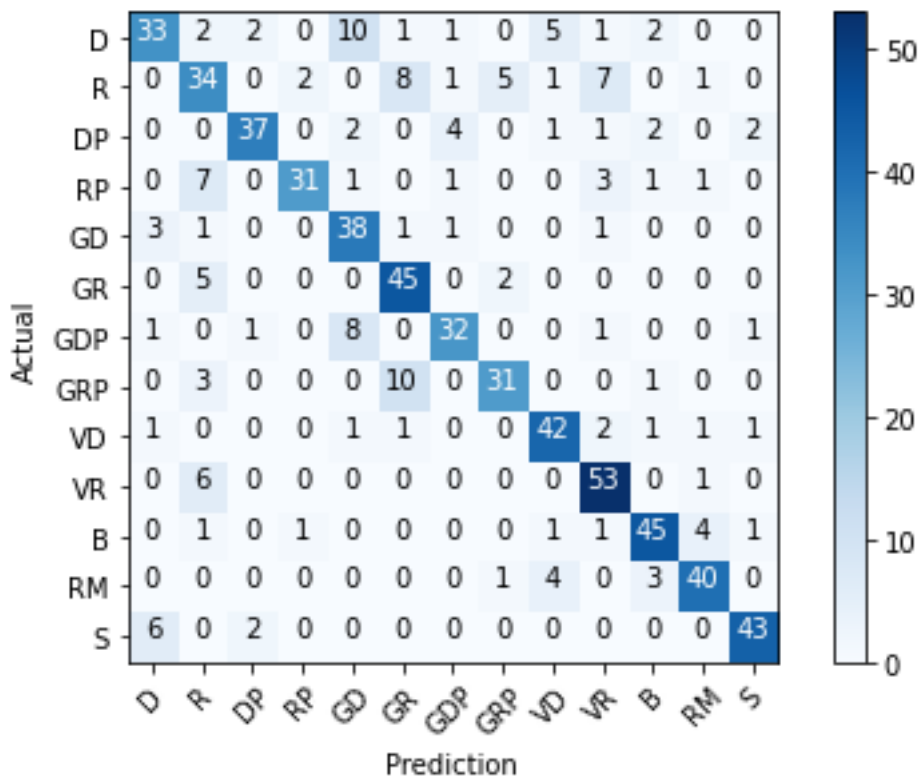 D 33 2 2 0 10 1 1 0 5 1 2 0 0
R 0 34 0 2 0 8 1 5 1 7 0 1 0
DP 0 0 37 0 2 0 4 0 1 1 2 0 2
RP 0 7 0 31 1 0 1 0 0 3 1 1 0
GD 3 1 0 0 38 1 1 0 0 1 0 0 0
GR 0 5 0 0 0 45 0 2 0 0 0 0 0
GDP 1 0 1 0 8 0 32 0 0 1 0 0 1
GRP 0 3 0 0 0 10 0 31 0 0 1 0 0
VD 1 0 0 0 1 1 0 0 42 2 1 1 1
VR 0 6 0 0 0 0 0 0 0 53 0 1 0
B 0 1 0 1 0 0 0 0 1 1 45 4 1
RM 0 0 0 0 0 0 0 1 4 0 3 40 0
S 6 0 2 0 0 0 0 0 0 0 0 0 43
D R DP RP GD GR GDP GRP VD VR B RM S
Prediction
Actual
50
40
30
20
10
0